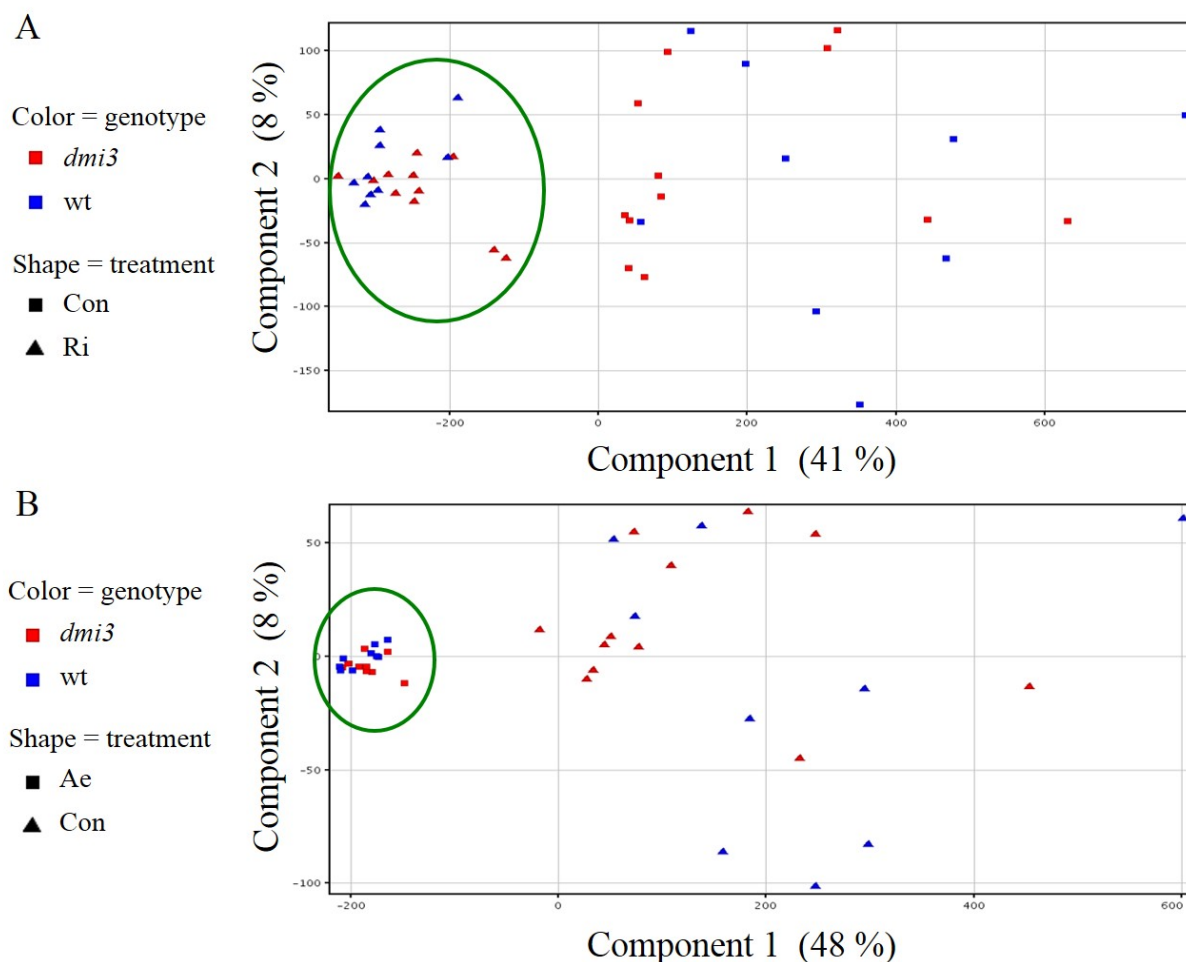 A
Color = genotype
dmi3
wt
Shape = treatment
Con
Ri
Component 2 (8 %)
100
50
0
-50
-100
-150
-200
0
200
400
600
Component 1 (41 %)
B
Color = genotype
dmi3
wt
Shape = treatment
Ae
Con
Component 2 (8 %)
50
0
-50
-100
-200
0
200
400
600
Component 1 (48 %)